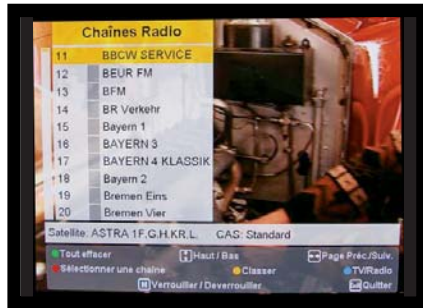 Chaînes Radio
11 BBCW SERVICE
12 BEUR FM
13 BFM
14 BR Verkehr
15 Bayern 1
16 BAYERN 3
17 BAYERN 4 KLASSIK
18 Bayern 2
19 Bremen Eins
20 Bremen Vier
Satellite: ASTRA 1F,G,H,KR,L. CAS: Standard
Tout effacer Haut / Bas Page Préc./Suiv.
Sélectionner une chaîne Classer TV/Radio
Verrouiller / Deverrouiller Quitter